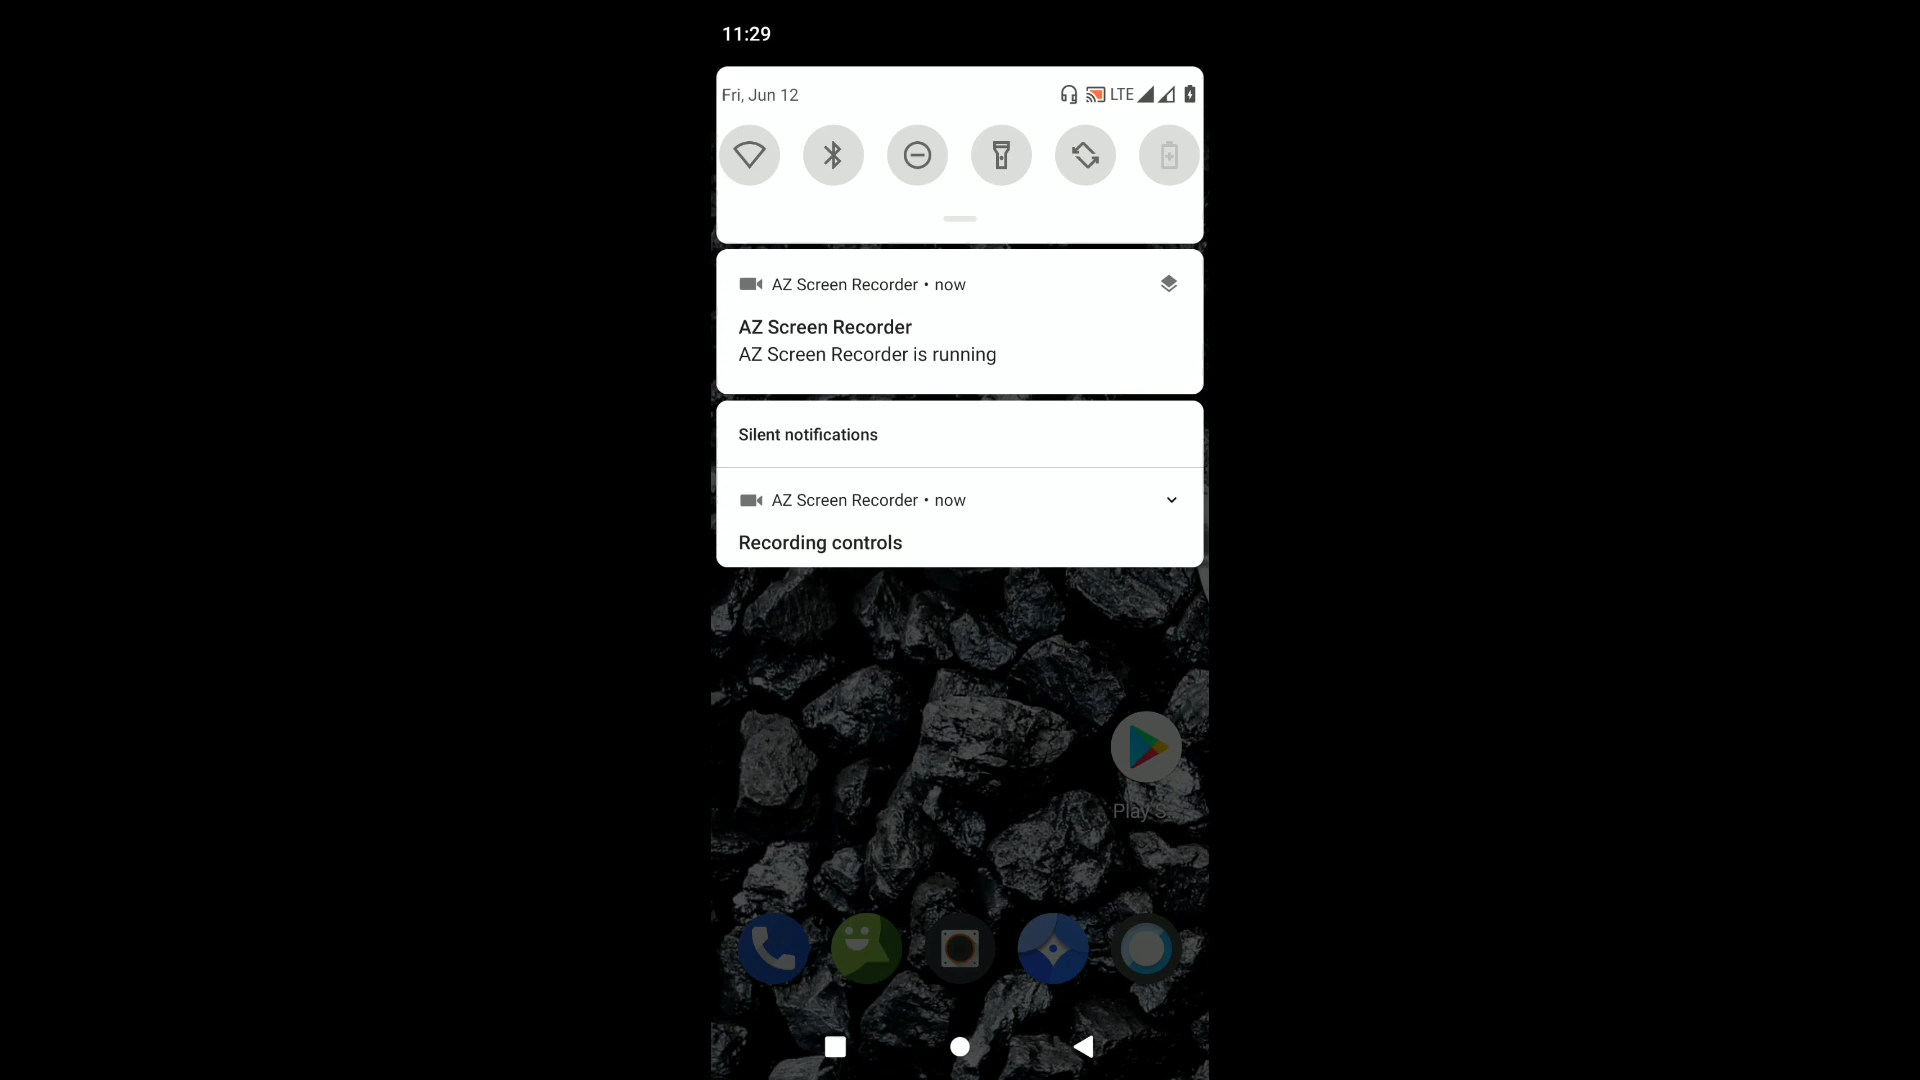 11:29
Fri, Jun 12
LTE
AZ Screen Recorder • now
AZ Screen Recorder
AZ Screen Recorder is running
Silent notifications
AZ Screen Recorder • now
Recording controls
Play S